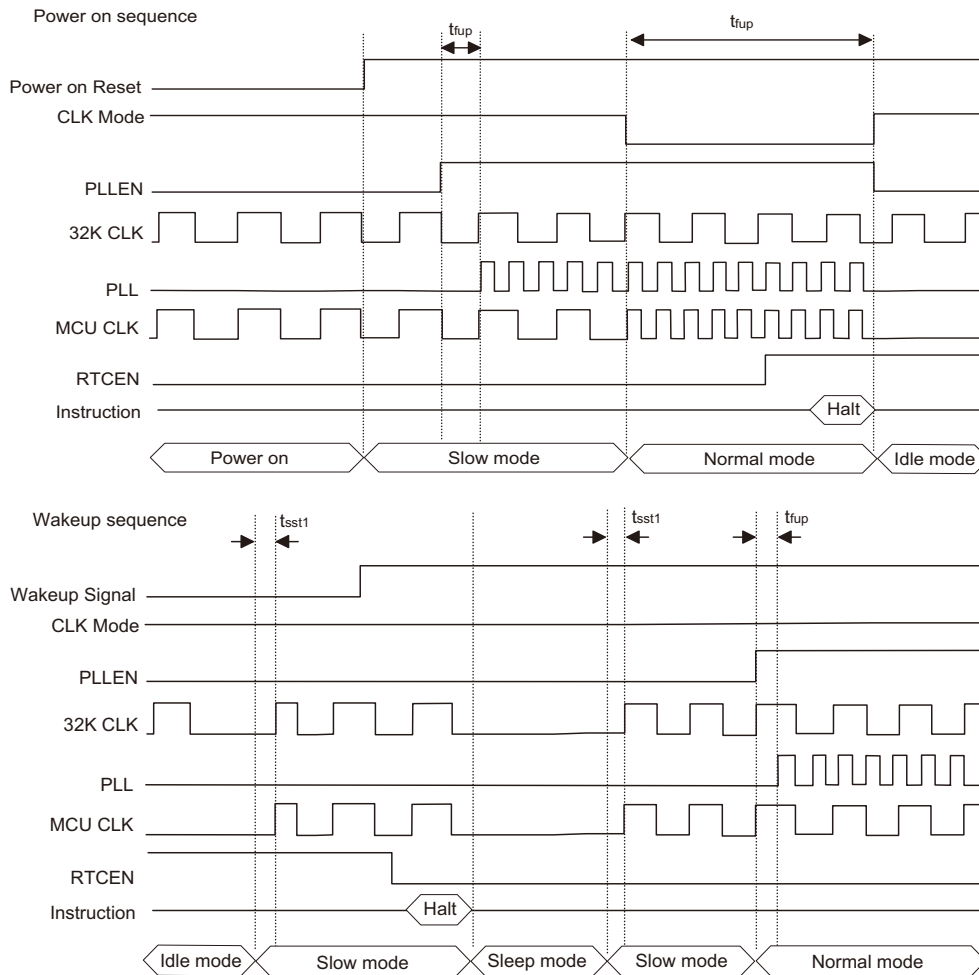 Power on sequence
tfup
tfup
Power on Reset
CLK Mode
PLLEN
32K CLK
PLL
MCU CLK
RTCEN
Instruction
Halt
Power on
Slow mode
Normal mode
Idle mode
Wakeup sequence
tsst1
tsst1
tfup
Wakeup Signal
CLK Mode
PLLEN
32K CLK
PLL
MCU CLK
RTCEN
Instruction
Halt
Idle mode
Slow mode
Sleep mode
Slow mode
Normal mode